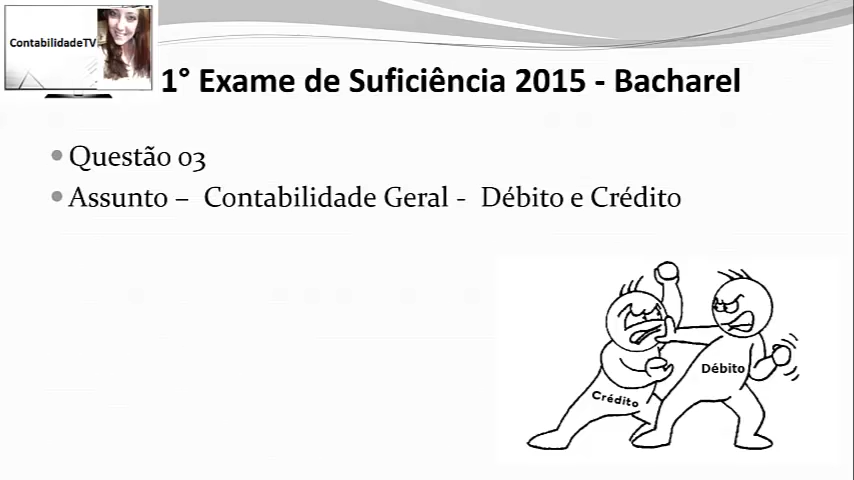 ContabilidadeTV
1° Exame de Suficiência 2015 - Bacharel
Questão 03
Assunto – Contabilidade Geral - Débito e Crédito
Débito
Crédito